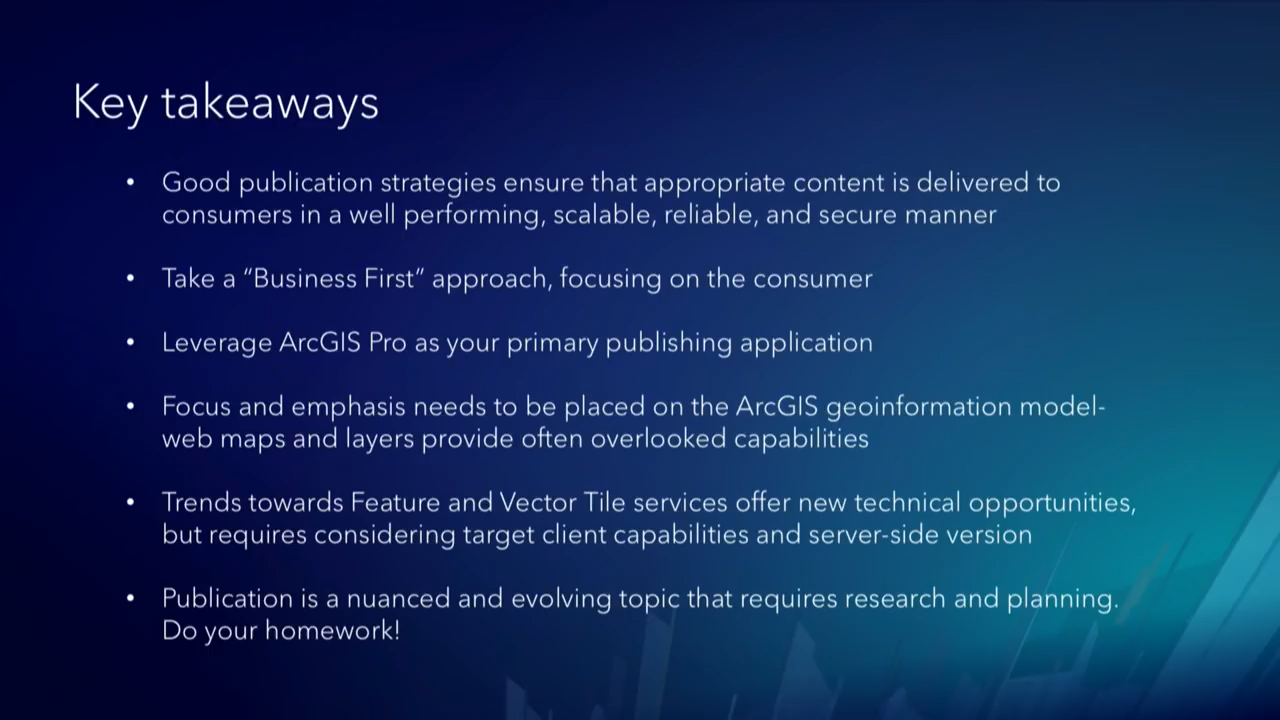 Key takeaways
• Good publication strategies ensure that appropriate content is delivered to
consumers in a well performing, scalable, reliable, and secure manner
• Take a “Business First” approach, focusing on the consumer
• Leverage ArcGIS Pro as your primary publishing application
• Focus and emphasis needs to be placed on the ArcGIS geoinformation model-
web maps and layers provide often overlooked capabilities
• Trends towards Feature and Vector Tile services offer new technical opportunities,
but requires considering target client capabilities and server-side version
• Publication is a nuanced and evolving topic that requires research and planning.
Do your homework!